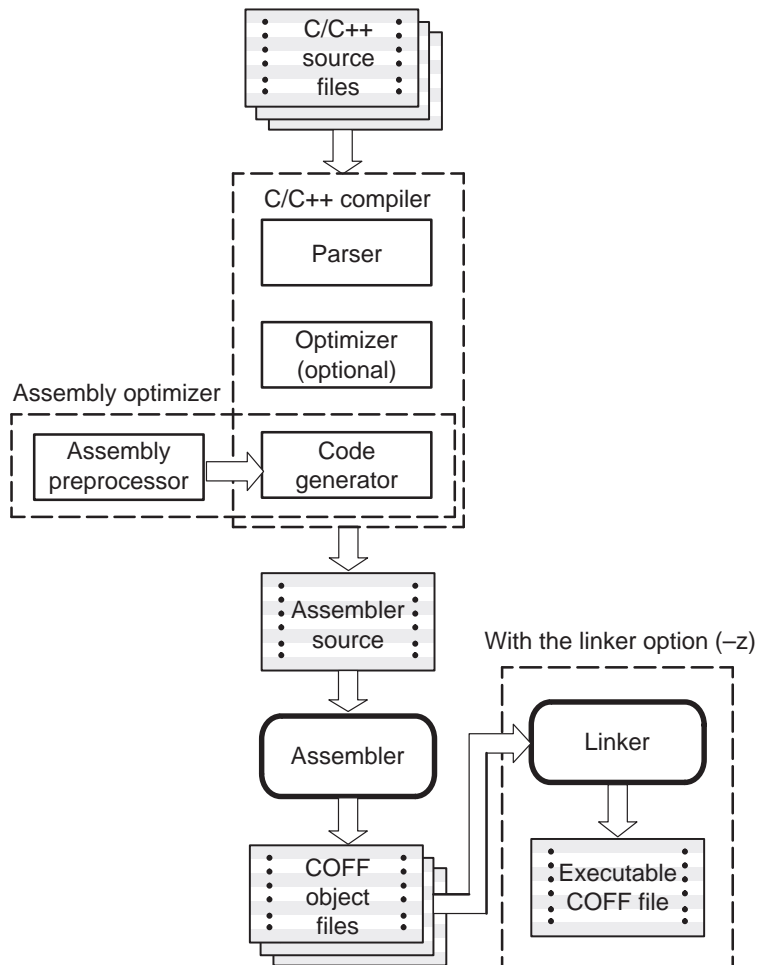 C/C++
source
files
C/C++ compiler
Parser
Optimizer
(optional)
Assembly optimizer
Assembly
preprocessor
Code
generator
Assembler
source
With the linker option (–z)
Assembler
Linker
COFF
object
files
Executable
COFF file